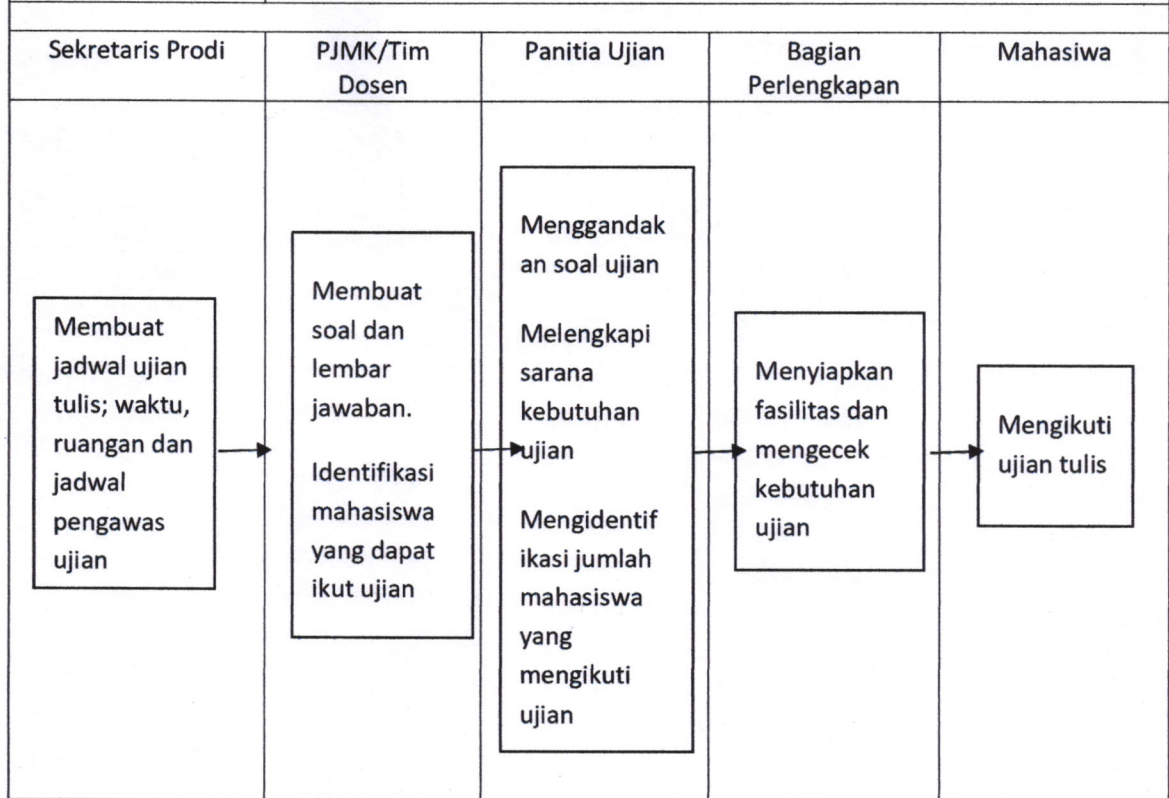 Sekretaris Prodi
PJMK/Tim
Dosen
Panitia Ujian
Bagian
Perlengkapan
Mahasiwa
Membuat
jadwal ujian
tulis; waktu,
ruangan dan
jadwal
pengawas
ujian
Membuat
soal dan
lembar
jawaban.
Identifikasi
mahasiswa
yang dapat
ikut ujian
Menggandak
an soal ujian
Melengkapi
sarana
kebutuhan
ujian
Mengidentif
ikasi jumlah
mahasiswa
yang
mengikuti
ujian
Menyiapkan
fasilitas dan
mengecek
kebutuhan
ujian
Mengikuti
ujian tulis